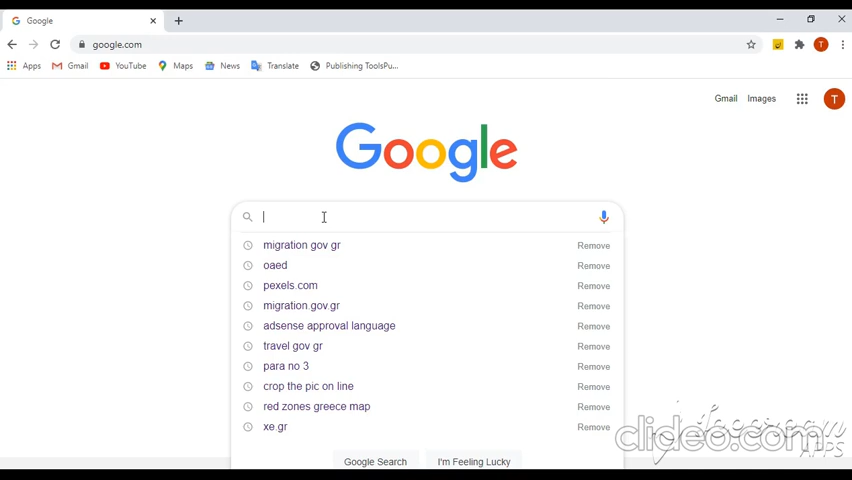 Google
google.com
Apps Gmail YouTube Maps News Translate Publishing ToolsPu...
Gmail Images T
Google
migration gov gr Remove
oaed Remove
pexels.com Remove
migration.gov.gr Remove
adsense approval language Remove
travel gov gr Remove
para no 3 Remove
crop the pic on line Remove
red zones greece map Remove
xe.gr Remove
clideo.com
APPS
Google Search I'm Feeling Lucky